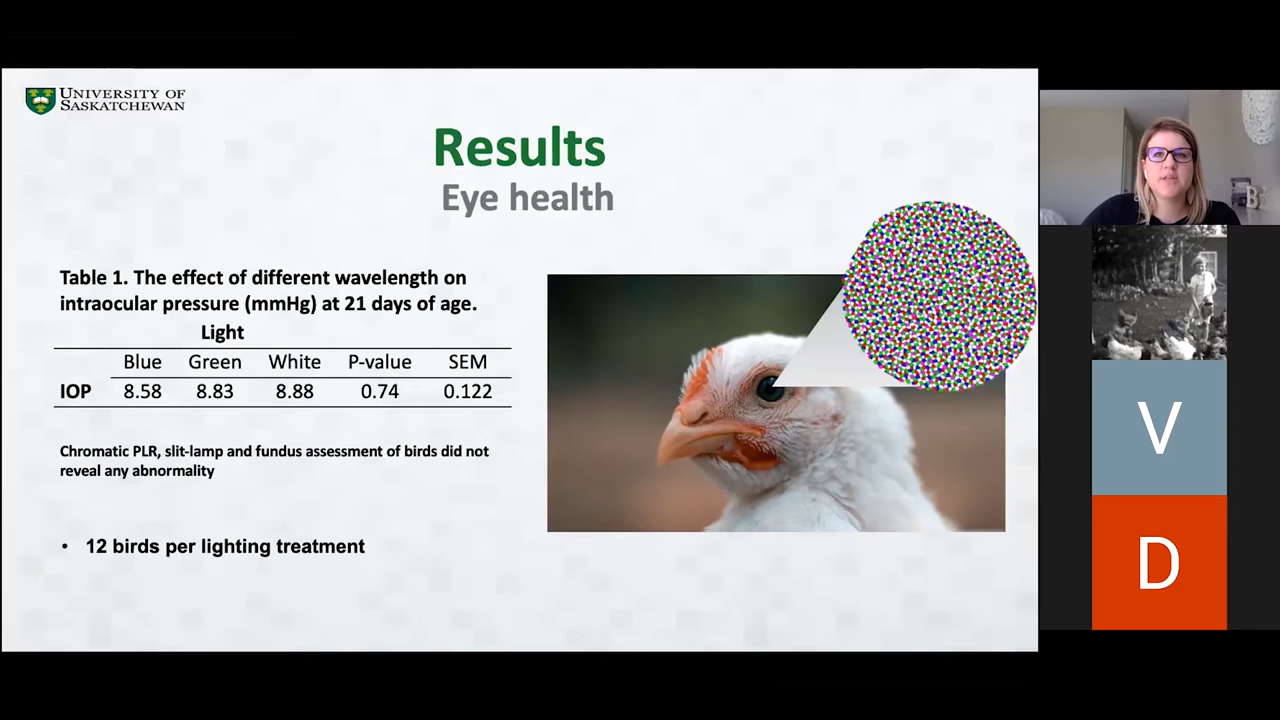 UNIVERSITY OF
SASKATCHEWAN
Results
Eye health
Table 1. The effect of different wavelength on
intraocular pressure (mmHg) at 21 days of age.
Light
Blue Green White P-value SEM
IOP 8.58 8.83 8.88 0.74 0.122
Chromatic PLR, slit-lamp and fundus assessment of birds did not
reveal any abnormality
• 12 birds per lighting treatment
V
D